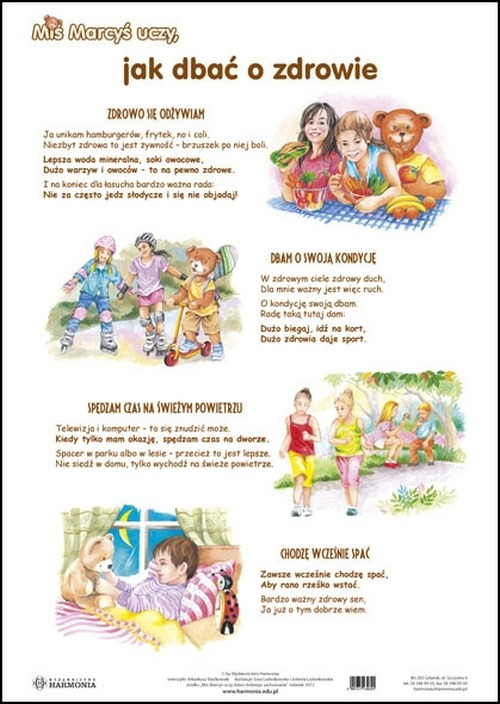 Miś Marcyś uczy,
jak dbać o zdrowie
ZDROWO SIĘ ODŻYWIAM
Ja unikam hamburgerów, frytek, no i coli.
Niezbyt zdrowa to jest żywność – brzuszek po niej boli.
Lepsza woda mineralna, soki owocowe,
Dużo warzyw i owoców – to na pewno zdrowe.
I na koniec dla łasucha bardzo ważna rada:
Nie za często jedz słodycze i się nie objadaj!
DBAM O SWOJĄ KONDYCJĘ
W zdrowym ciele zdrowy duch,
Dla mnie ważny jest więc ruch.
O kondycję swoją dbam.
Radę taką tutaj dam:
Dużo biegaj, idź na kort,
Dużo zdrowia daje sport.
SPĘDZAM CZAS NA ŚWIEŻYM POWIETRZU
Telewizja i komputer – to się znudzić może.
Kiedy tylko mam okazję, spędzam czas na dworze.
Spacer w parku albo w lesie – przecież to jest lepsze.
Nie siedź w domu, tylko wychodź na świeże powietrze.
CHODZĘ WCZEŚNIE SPAĆ
Zawsze wcześnie chodzę spać,
Aby rano rześko wstać.
Bardzo ważny zdrowy sen,
Ja już o tym dobrze wiem.
WYDAWNICTWO
HARMONIA
www.harmonia.edu.pl